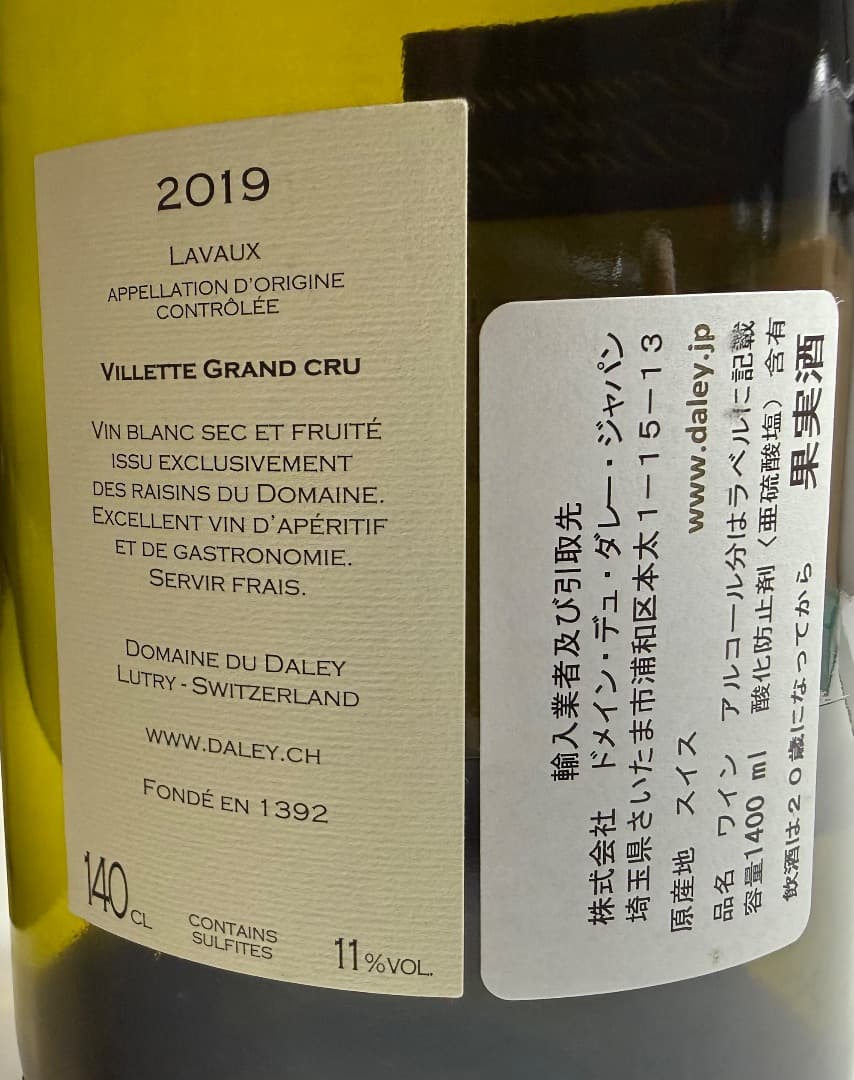 2019
LAVAUX
APPELLATION D'ORIGINE
CONTRÔLÉE
VILLETTE GRAND CRU
VIN BLANC SEC ET FRUITÉ
ISSU EXCLUSIVEMENT
DES RAISINS DU DOMAINE.
EXCELLENT VIN D'APÉRITIF
ET DE GASTRONOMIE.
SERVIR FRAIS.
DOMAINE DU DALEY
LUTRY - SWITZERLAND
WWW.DALEY.CH
FONDÉ EN 1392
140 CL
CONTAINS
SULFITES
11 %VOL.
輸入業者及び引取先
株式会社 ドメイン・デュ・ダレー・ジャパン
埼玉県さいたま市浦和区本太1-15-13
www.daley.jp
原産地 スイス
品名 ワイン アルコール分はラベルに記載
容量1400 ml 酸化防止剤〈亜硫酸塩）含有
飲酒は20歳になってから 果実酒